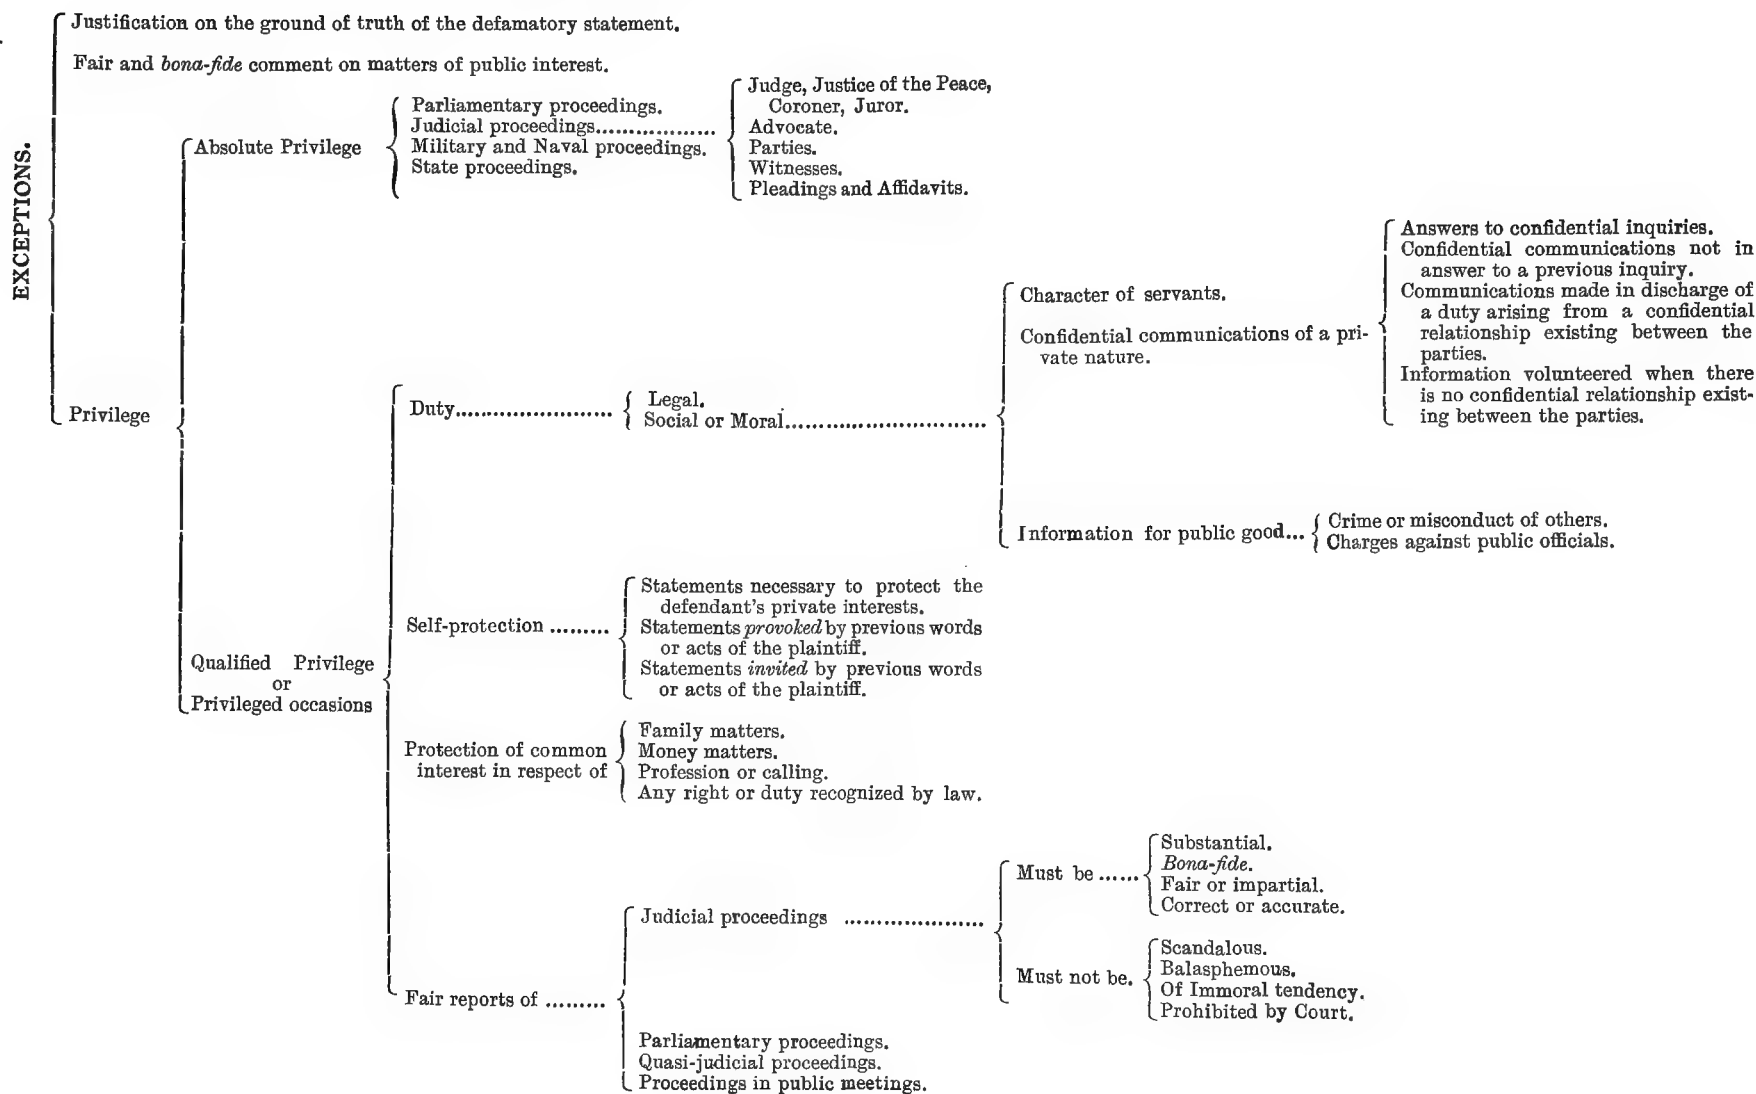 EXCEPTIONS.
Justification on the ground of truth of the defamatory statement.
Fair and bona-fide comment on matters of public interest.
Privilege
Absolute Privilege
Parliamentary proceedings.
Judicial proceedings.................
Military and Naval proceedings.
State proceedings.
Judge, Justice of the Peace,
Coroner, Juror.
Advocate.
Parties.
Witnesses.
Pleadings and Affidavits.
Qualified Privilege
or
Privileged occasions
Duty......................
Legal.
Social or Moral............................
Character of servants.
Confidential communications of a pri-
vate nature.
Answers to confidential inquiries.
Confidential communications not in
answer to a previous inquiry.
Communications made in discharge of
a duty arising from a confidential
relationship existing between the
parties.
Information volunteered when there
is no confidential relationship exist-
ing between the parties.
Information for public good...
Crime or misconduct of others.
Charges against public officials.
Self-protection .........
Statements necessary to protect the
defendant's private interests.
Statements provoked by previous words
or acts of the plaintiff.
Statements invited by previous words
or acts of the plaintiff.
Protection of common
interest in respect of
Family matters.
Money matters.
Profession or calling.
Any right or duty recognized by law.
Fair reports of .........
Judicial proceedings ....................
Must be ......
Substantial.
Bona-fide.
Fair or impartial.
Correct or accurate.
Must not be.
Scandalous.
Balasphemous.
Of Immoral tendency.
Prohibited by Court.
Parliamentary proceedings.
Quasi-judicial proceedings.
Proceedings in public meetings.